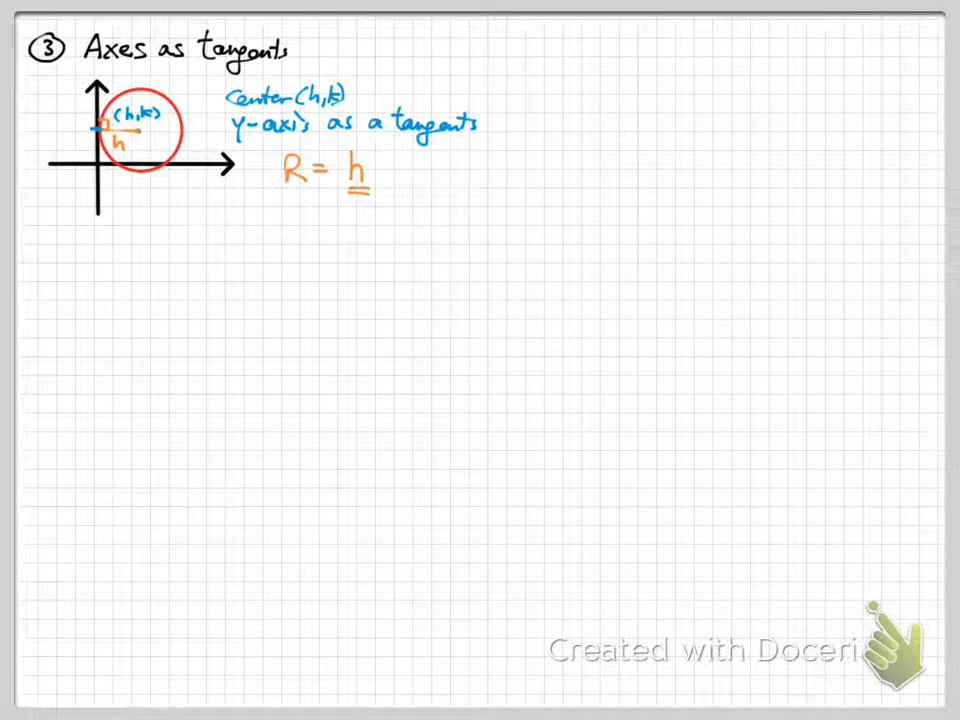 ③ Axes as tangents
center (h,k)
(h,k)
y-axis as a tangents
h
R = h
Created with Doceri